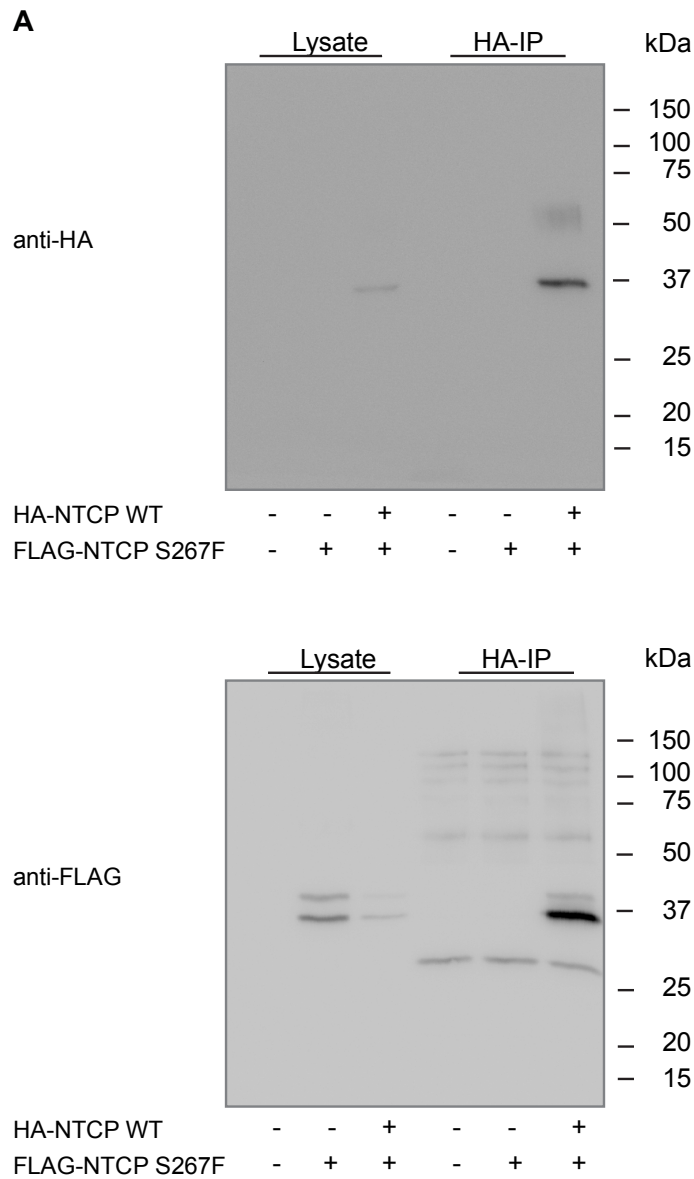 A
Lysate HA-IP kDa
150
100
75
anti-HA
50
37
25
20
15
HA-NTCP WT - - + - - +
FLAG-NTCP S267F - + + - + +
Lysate HA-IP kDa
150
100
75
50
anti-FLAG
37
25
20
15
HA-NTCP WT - - + - - +
FLAG-NTCP S267F - + + - + +